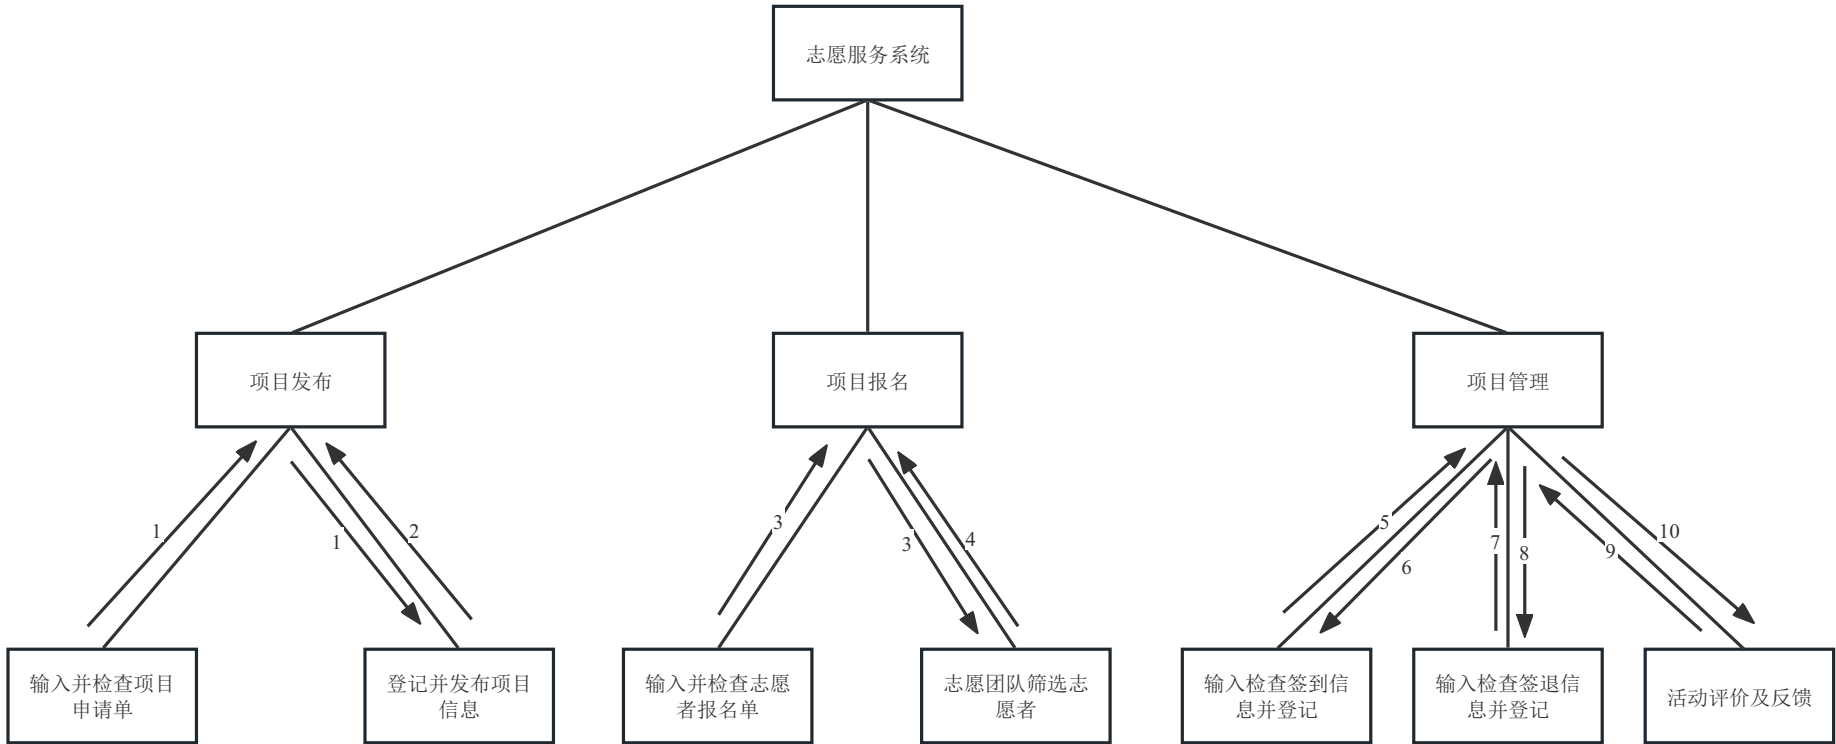 志愿服务系统
项目发布
项目报名
项目管理
1
1
2
3
3
4
5
6
7
8
9
10
输入并检查项目
申请单
登记并发布项目
信息
输入并检查志愿
者报名单
志愿团队筛选志
愿者
输入检查签到信
息并登记
输入检查签退信
息并登记
活动评价及反馈